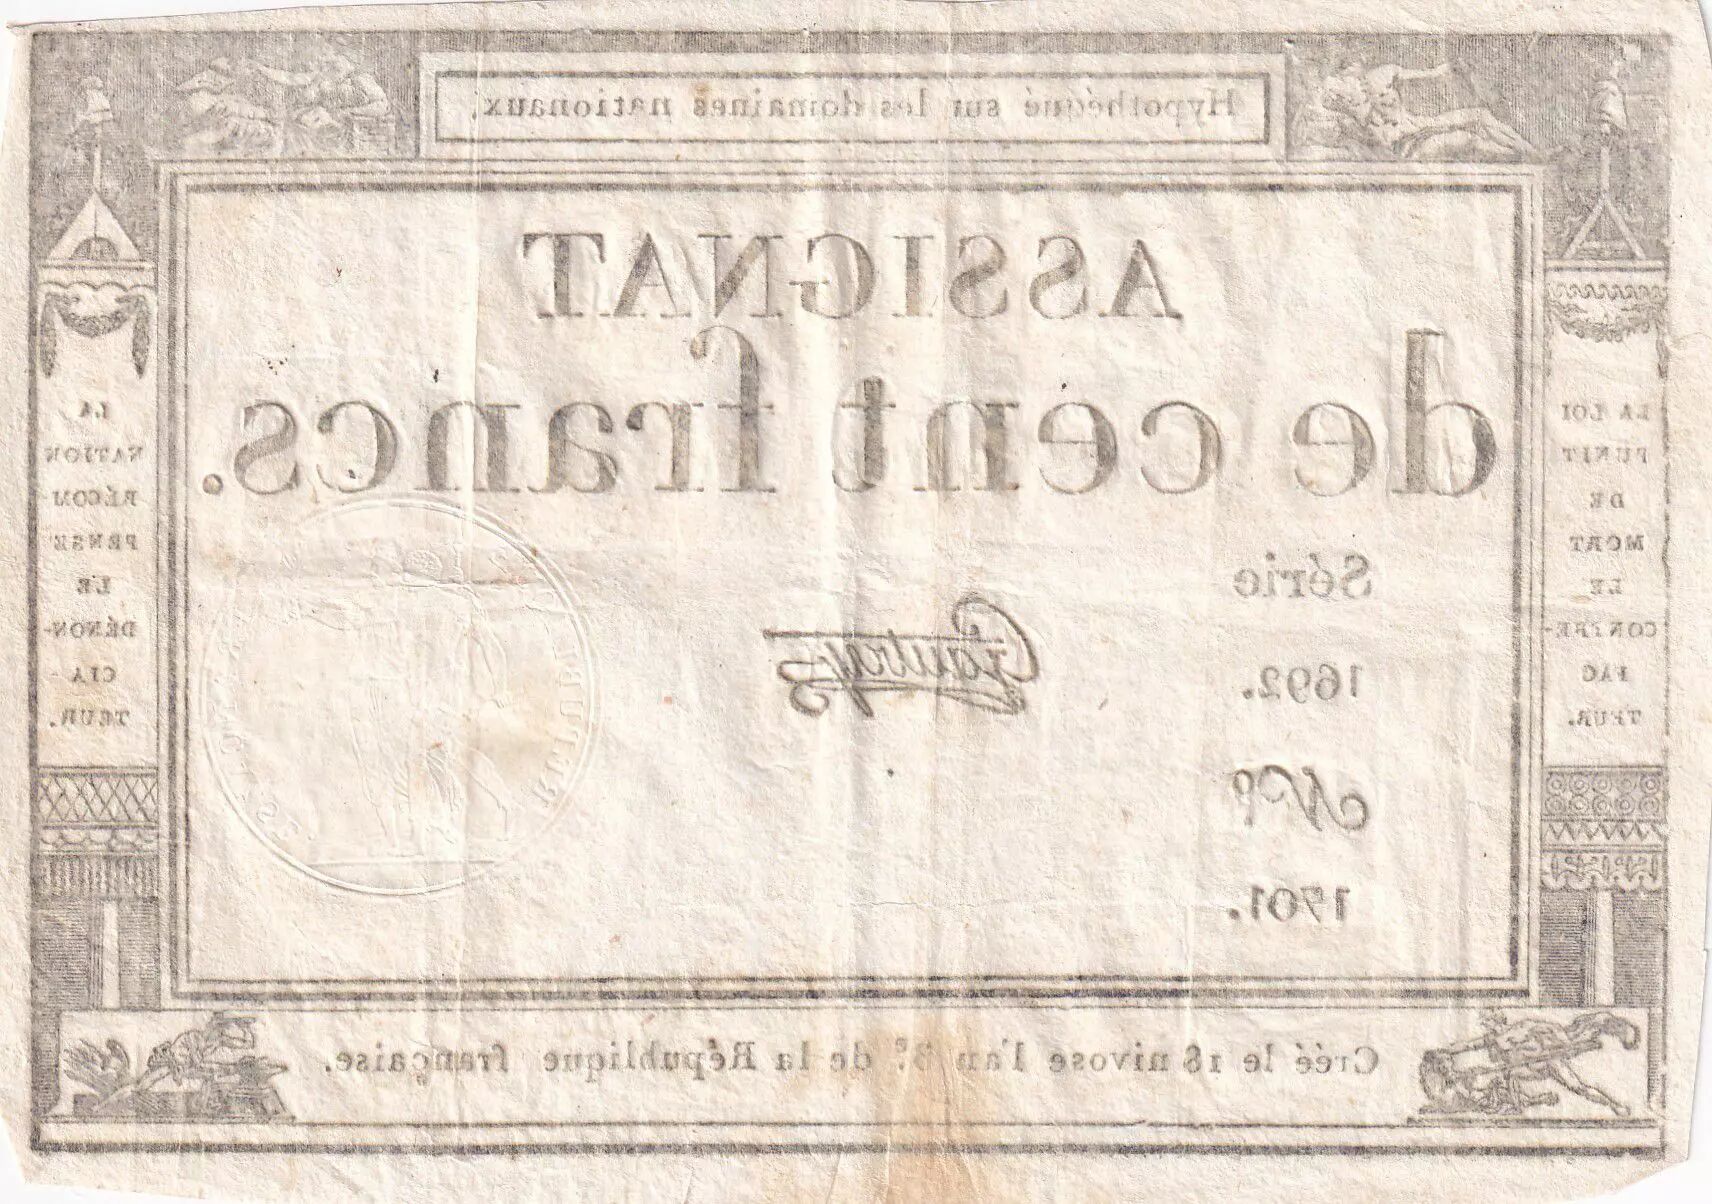 Hypothéqué sur les domaines nationaux.
ASSIGNAT
de cent francs.
Série
1692.
Nº
1701.
Créé le 18 nivose l'an 3e. de la République française.
LA LOI
PUNIT
DE
MORT
LE
CONTRE-
FAC
TEUR.
LA
NATION
RÉCOM-
PENSE
LE
DÉNON-
CIA-
TEUR.